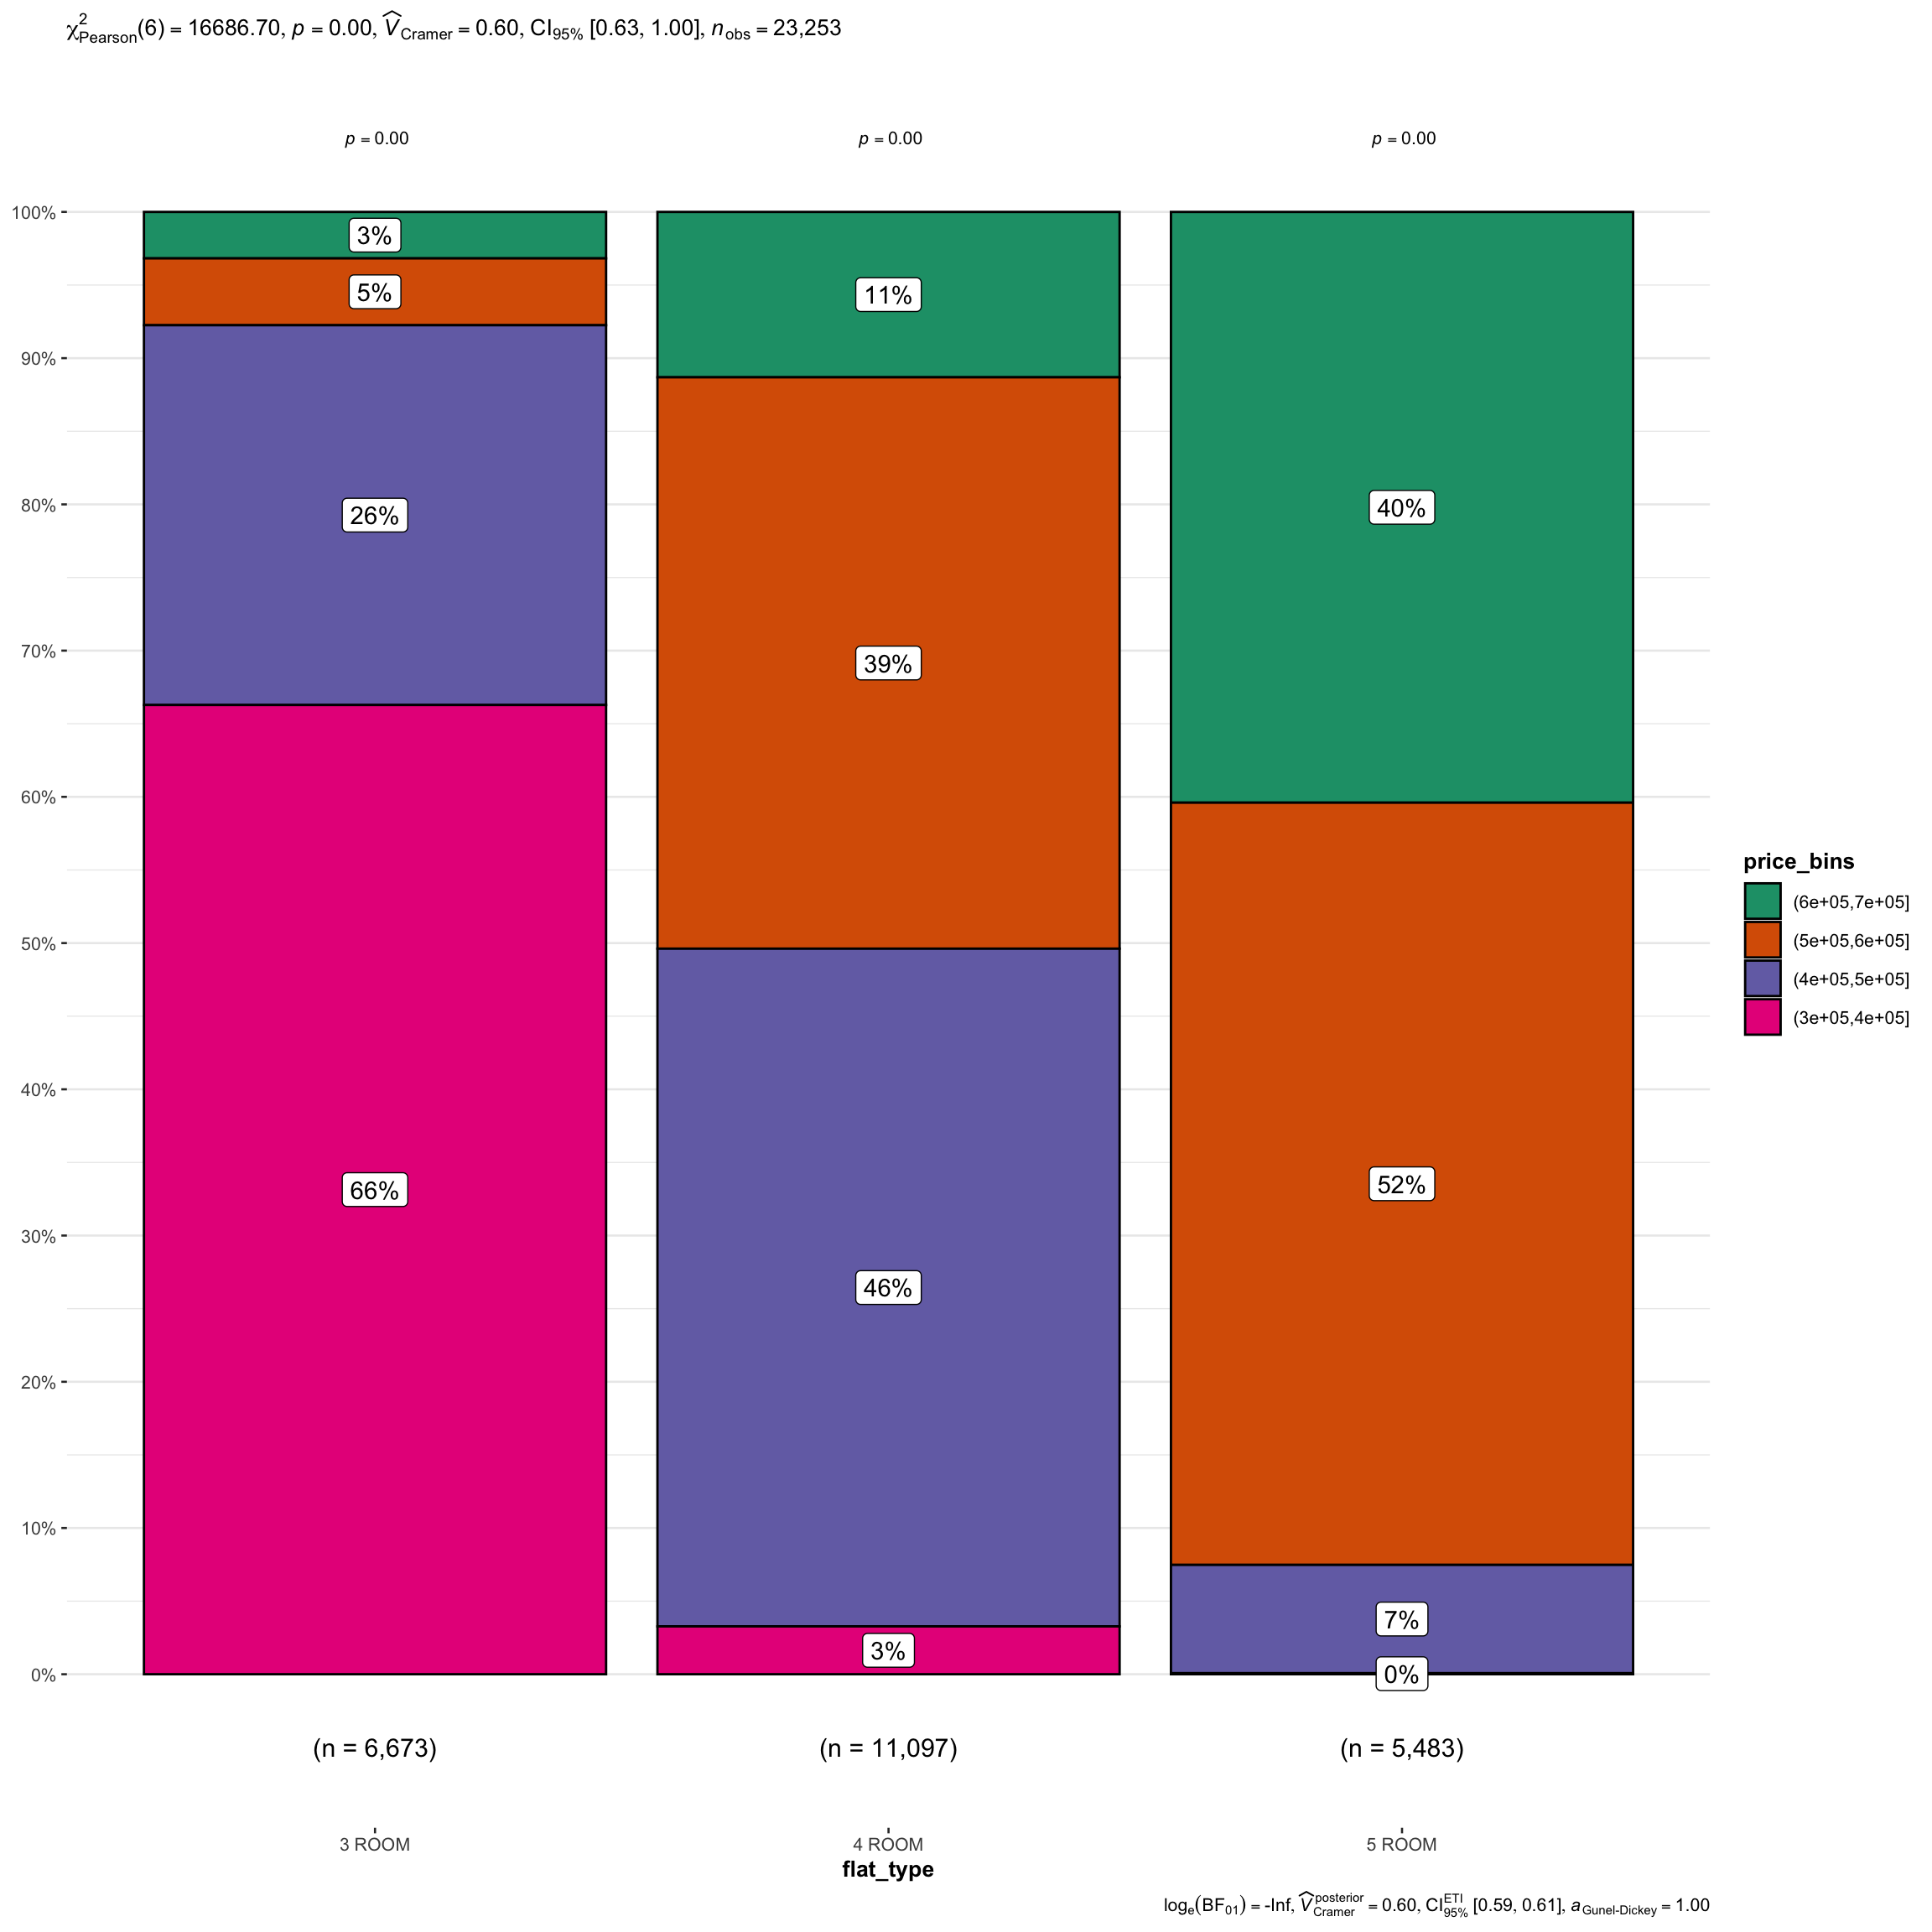 χ²Pearson(6) = 16686.70, p = 0.00, V̂Cramer = 0.60, CI95% [0.63, 1.00], nobs = 23,253
p = 0.00 p = 0.00 p = 0.00
100%
90%
80%
70%
60%
50%
40%
30%
20%
10%
0%
3%
5%
26%
66%
11%
39%
46%
3%
40%
52%
7%
0%
(n = 6,673) (n = 11,097) (n = 5,483)
3 ROOM 4 ROOM 5 ROOM
flat_type
price_bins
(6e+05,7e+05]
(5e+05,6e+05]
(4e+05,5e+05]
(3e+05,4e+05]
loge(BF01) = -Inf, V̂posteriorCramer = 0.60, CIETI95% [0.59, 0.61], aGunel-Dickey = 1.00